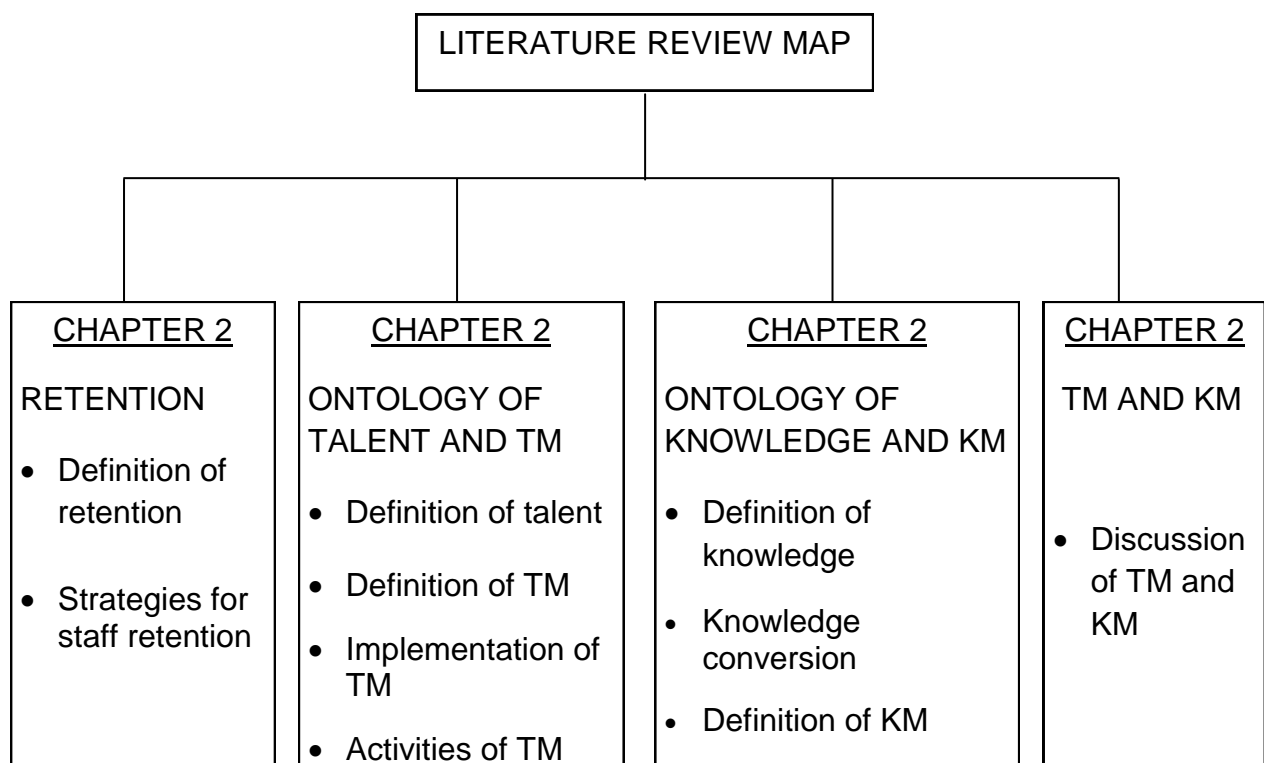 LITERATURE REVIEW MAP
CHAPTER 2
RETENTION
• Definition of
retention
• Strategies for
staff retention
CHAPTER 2
ONTOLOGY OF
TALENT AND TM
• Definition of talent
• Definition of TM
• Implementation of
TM
• Activities of TM
CHAPTER 2
ONTOLOGY OF
KNOWLEDGE AND KM
• Definition of
knowledge
• Knowledge
conversion
• Definition of KM
CHAPTER 2
TM AND KM
• Discussion
of TM and
KM